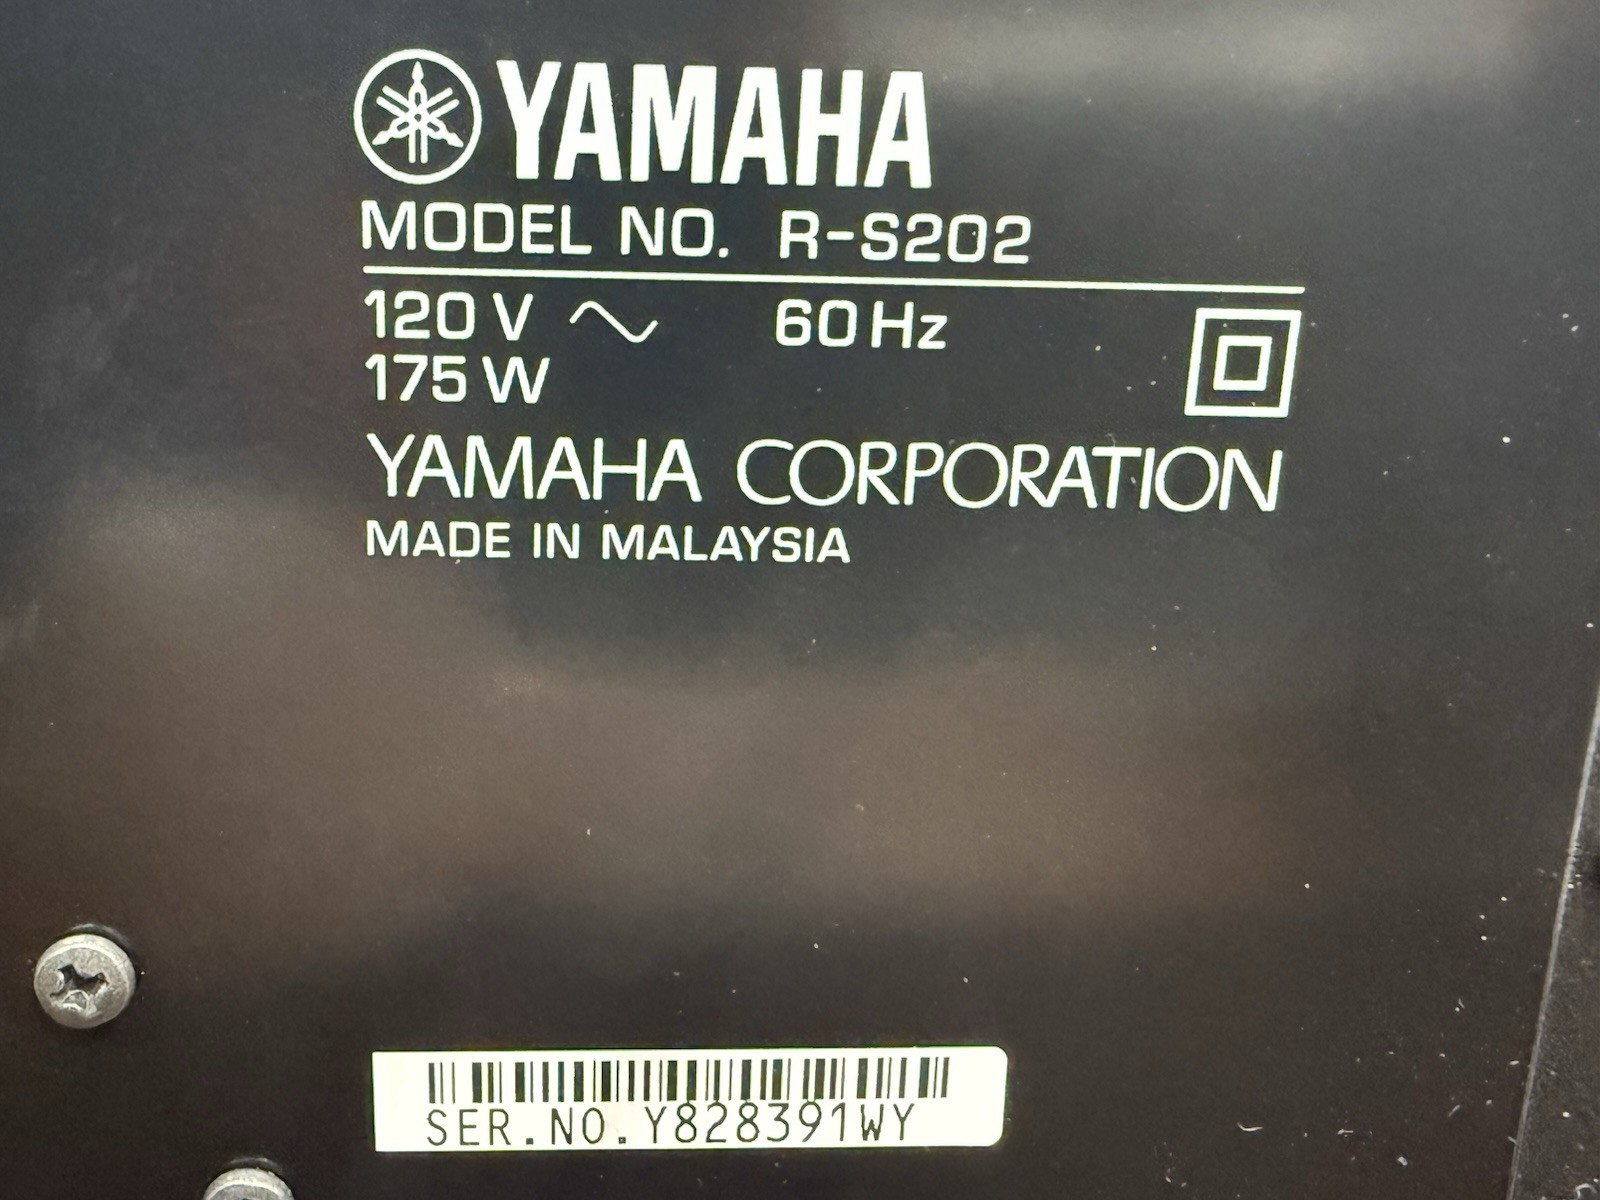 YAMAHA
MODEL NO. R-S202
120 V ~ 60 Hz
175 W
YAMAHA CORPORATION
MADE IN MALAYSIA
SER.NO.Y828391WY